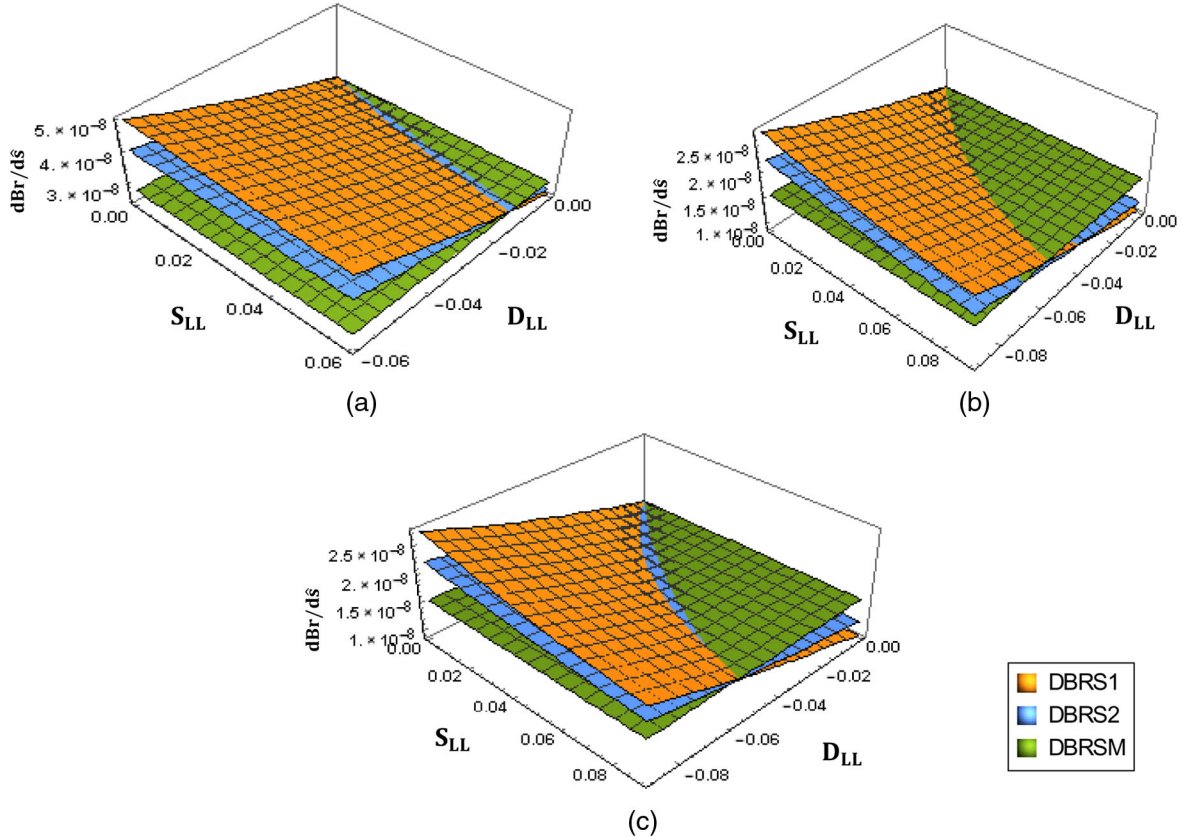 5. × 10⁻⁸
4. × 10⁻⁸
3. × 10⁻⁸
dBr/dŝ
0.00
0.02
0.04
0.06
S_LL
0.00
−0.02
−0.04
−0.06
D_LL
(a)
2.5 × 10⁻⁸
2. × 10⁻⁸
1.5 × 10⁻⁸
1. × 10⁻⁸
dBr/dŝ
0.00
0.02
0.04
0.06
0.08
S_LL
0.00
−0.02
−0.04
−0.06
−0.08
D_LL
(b)
2.5 × 10⁻⁸
2. × 10⁻⁸
1.5 × 10⁻⁸
1. × 10⁻⁸
dBr/dŝ
0.00
0.02
0.04
0.06
0.08
S_LL
0.00
−0.02
−0.04
−0.06
−0.08
D_LL
(c)
DBRS1
DBRS2
DBRSM